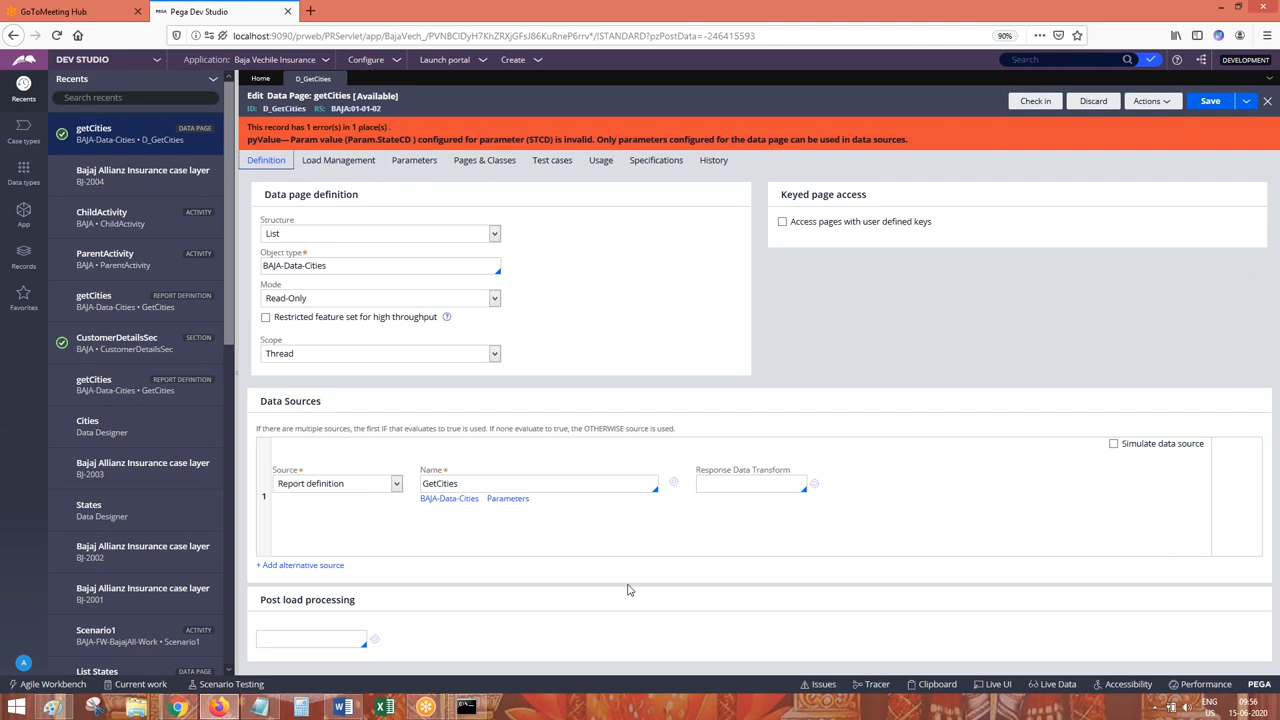 GoToMeeting Hub
PEGA Pega Dev Studio
localhost:9090/prweb/PRServlet/app/BajaVech_/PVNBCIDyH7KhZRXjGFsJ86KuRneP6rrv*/!STANDARD?pzPostData=-246415593
90%
DEV STUDIO
Application: Baja Vechile Insurance
Configure
Launch portal
Create
Search
DEVELOPMENT
Recents
Case types
Data types
App
Records
Favorites
A
Recents
Search records
getCities DATA PAGE
BAJA-Data-Cities • D_GetCities
Bajaj Allianz Insurance case layer
BJ-2004
ChildActivity ACTIVITY
BAJA • ChildActivity
ParentActivity ACTIVITY
BAJA • ParentActivity
getCities REPORT DEFINITION
BAJA-Data-Cities • GetCities
CustomerDetailsSec SECTION
BAJA • CustomerDetailsSec
getCities REPORT DEFINITION
BAJA-Data-Cities • GetCities
Cities
Data Designer
Bajaj Allianz Insurance case layer
BJ-2003
States
Data Designer
Bajaj Allianz Insurance case layer
BJ-2002
Bajaj Allianz Insurance case layer
BJ-2001
Scenario1 ACTIVITY
BAJA-FW-BajajAll-Work • Scenario1
List States DATA PAGE
Home
D_GetCities
Edit Data Page: getCities [Available]
ID: D_GetCities RS: BAJA:01-01-02
Check in
Discard
Actions
Save
This record has 1 error(s) in 1 place(s) .
pyValue—Param value (Param.StateCD ) configured for parameter (STCD) is invalid. Only parameters configured for the data page can be used in data sources.
Definition Load Management Parameters Pages & Classes Test cases Usage Specifications History
Data page definition
Structure
List
Object type*
BAJA-Data-Cities
Mode
Read-Only
Restricted feature set for high throughput ?
Scope
Thread
Keyed page access
Access pages with user defined keys
Data Sources
If there are multiple sources, the first IF that evaluates to true is used. If none evaluate to true, the OTHERWISE source is used.
Simulate data source
1
Source* Name* Response Data Transform
Report definition GetCities
BAJA-Data-Cities Parameters
+ Add alternative source
Post load processing
Agile Workbench Current work Scenario Testing
Issues Tracer Clipboard Live UI Live Data Accessibility Performance PEGA
EN
US
09:56
15-06-2020